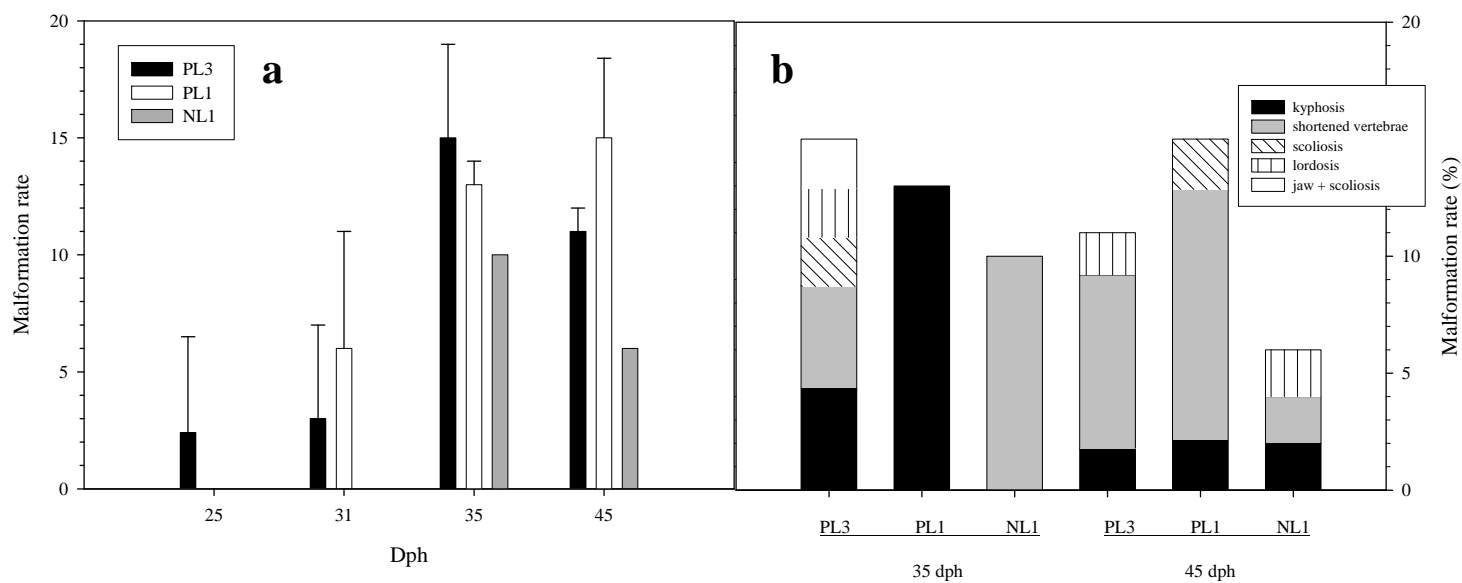 20
15
10
5
0
Malformation rate
PL3
PL1
NL1
a
25 31 35 45
Dph
b
kyphosis
shortened vertebrae
scoliosis
lordosis
jaw + scoliosis
20
10
5
0
Malformation rate (%)
PL3 PL1 NL1 PL3 PL1 NL1
35 dph 45 dph